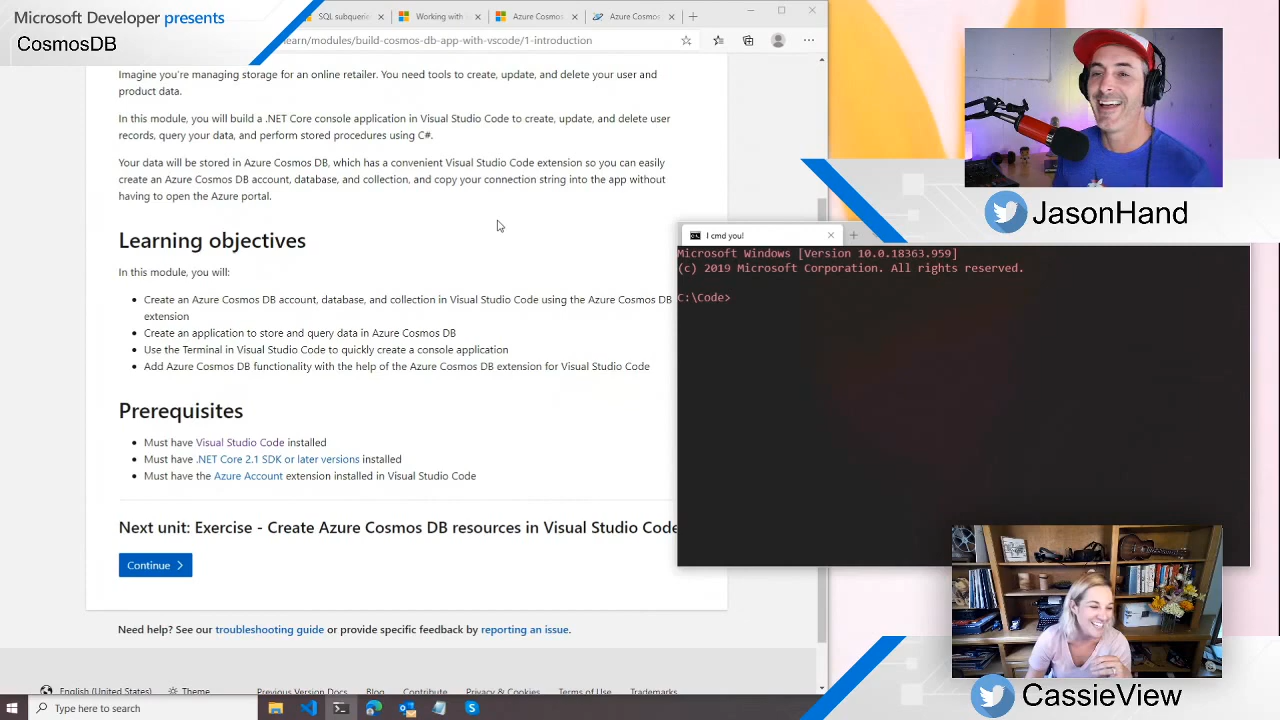 Microsoft Developer presents
CosmosDB
SQL subquerie
Working with
Azure Cosmos
Azure Cosmos
learn/modules/build-cosmos-db-app-with-vscode/1-introduction
Imagine you're managing storage for an online retailer. You need tools to create, update, and delete your user and
product data.
In this module, you will build a .NET Core console application in Visual Studio Code to create, update, and delete user
records, query your data, and perform stored procedures using C#.
Your data will be stored in Azure Cosmos DB, which has a convenient Visual Studio Code extension so you can easily
create an Azure Cosmos DB account, database, and collection, and copy your connection string into the app without
having to open the Azure portal.
Learning objectives
In this module, you will:
Create an Azure Cosmos DB account, database, and collection in Visual Studio Code using the Azure Cosmos DB
extension
Create an application to store and query data in Azure Cosmos DB
Use the Terminal in Visual Studio Code to quickly create a console application
Add Azure Cosmos DB functionality with the help of the Azure Cosmos DB extension for Visual Studio Code
Prerequisites
Must have Visual Studio Code installed
Must have .NET Core 2.1 SDK or later versions installed
Must have the Azure Account extension installed in Visual Studio Code
Next unit: Exercise - Create Azure Cosmos DB resources in Visual Studio Code
Continue
Need help? See our troubleshooting guide or provide specific feedback by reporting an issue.
English (United States)
Theme
Previous Version Docs
Blog
Contribute
Privacy & Cookies
Terms of Use
Trademarks
Type here to search
JasonHand
I cmd you!
Microsoft Windows [Version 10.0.18363.959]
(c) 2019 Microsoft Corporation. All rights reserved.
C:\Code>
CassieView